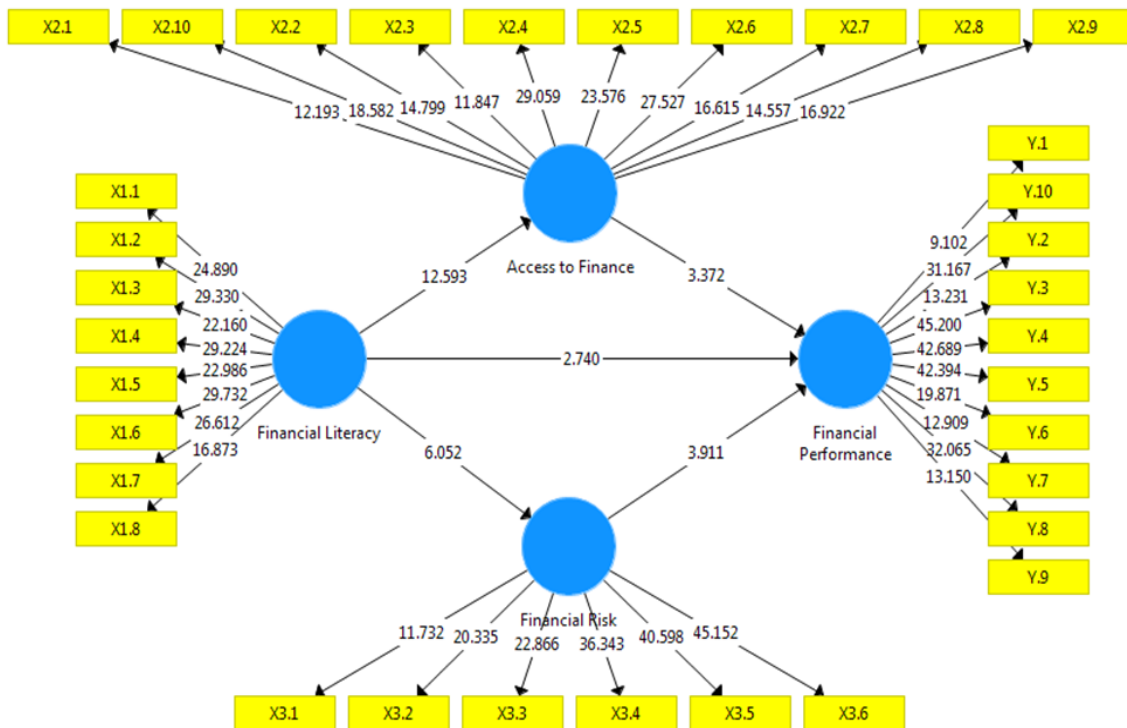 X2.1 X2.10 X2.2 X2.3 X2.4 X2.5 X2.6 X2.7 X2.8 X2.9
12.193 18.582 14.799 11.847 29.059 23.576 27.527 16.615 14.557 16.922
Access to Finance
X1.1
X1.2
X1.3
X1.4
X1.5
X1.6
X1.7
X1.8
24.890
29.330
22.160
29.224
22.986
29.732
26.612
16.873
Financial Literacy
12.593
3.372
2.740
6.052
3.911
Financial
Performance
9.102
31.167
13.231
45.200
42.689
42.394
19.871
12.909
32.065
13.150
Y.1
Y.10
Y.2
Y.3
Y.4
Y.5
Y.6
Y.7
Y.8
Y.9
Financial Risk
11.732 20.335 22.866 36.343 40.598 45.152
X3.1 X3.2 X3.3 X3.4 X3.5 X3.6